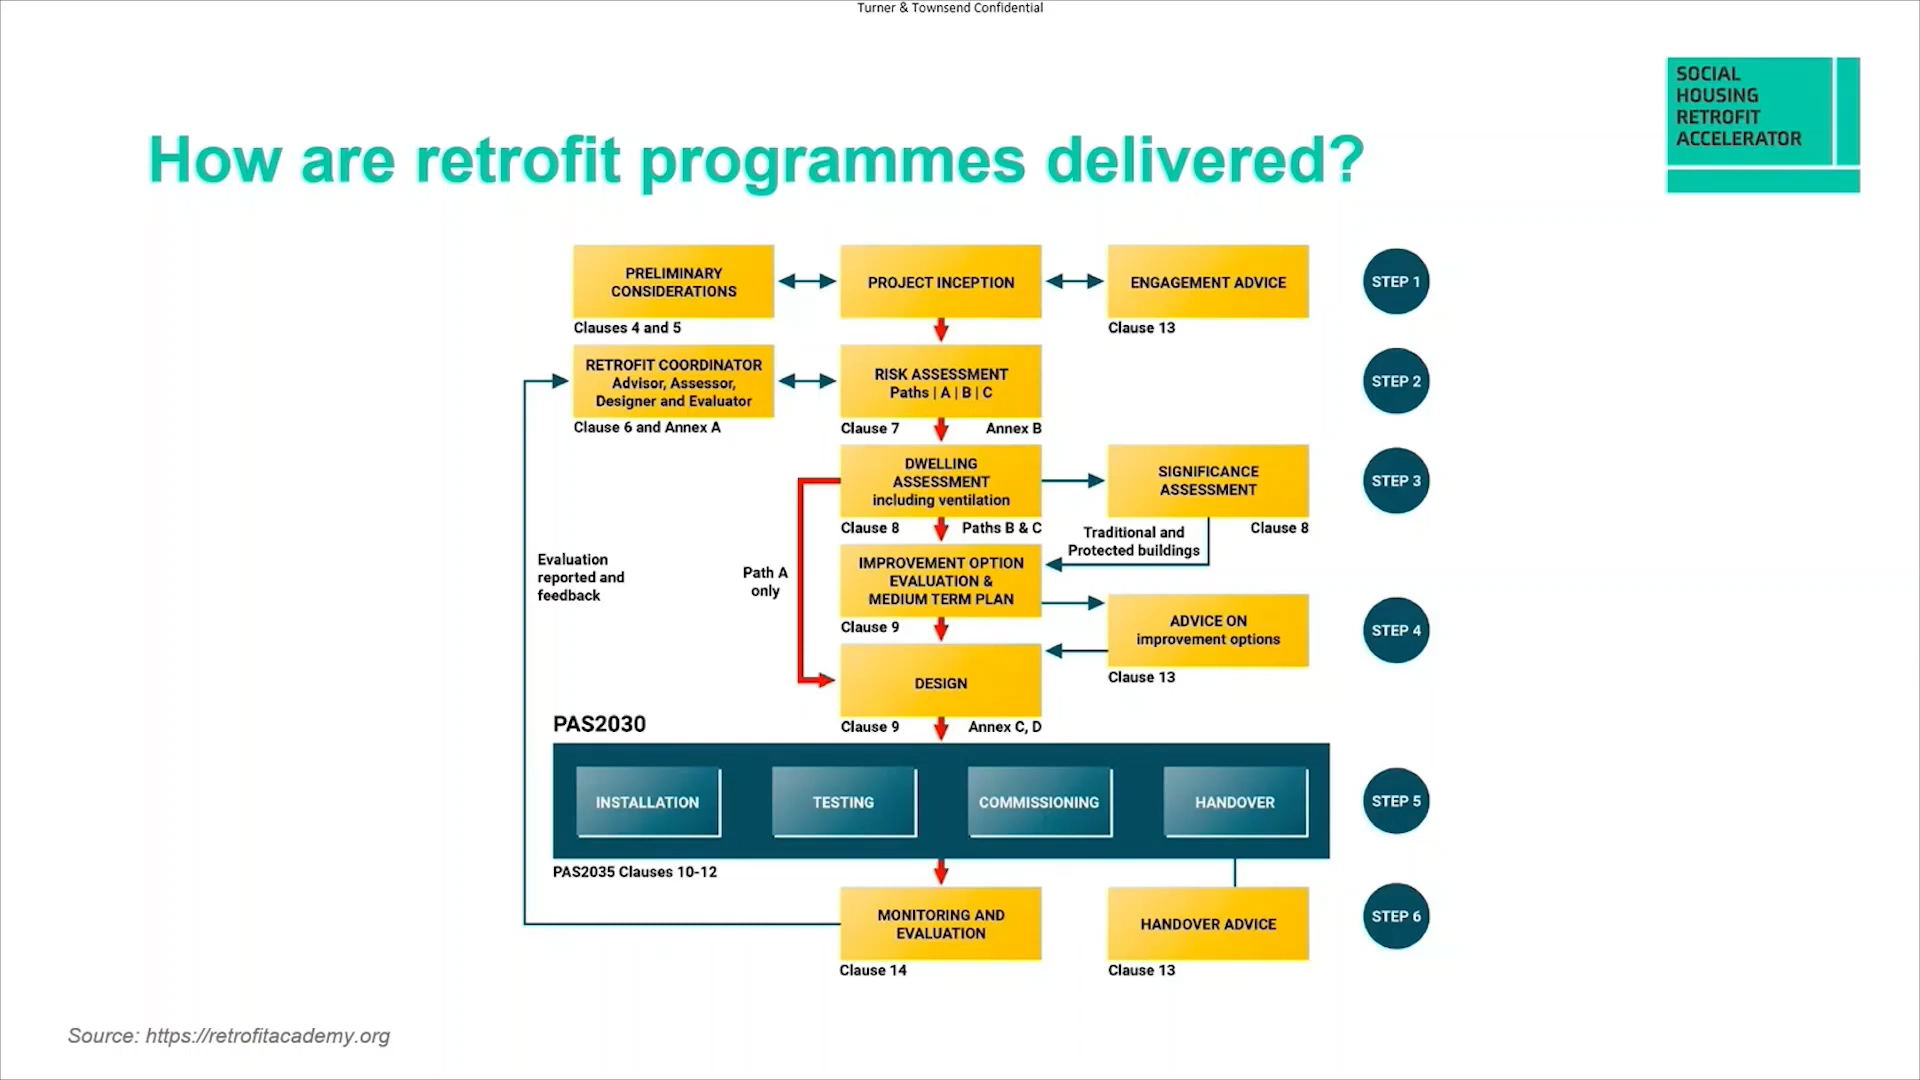 Turner & Townsend Confidential
SOCIAL
HOUSING
RETROFIT
ACCELERATOR
How are retrofit programmes delivered?
PRELIMINARY
CONSIDERATIONS
Clauses 4 and 5
PROJECT INCEPTION
ENGAGEMENT ADVICE
Clause 13
STEP 1
RETROFIT COORDINATOR
Advisor, Assessor,
Designer and Evaluator
Clause 6 and Annex A
RISK ASSESSMENT
Paths | A | B | C
Clause 7
Annex B
STEP 2
DWELLING
ASSESSMENT
including ventilation
Clause 8
Paths B & C
SIGNIFICANCE
ASSESSMENT
Clause 8
Traditional and
Protected buildings
STEP 3
Evaluation
reported and
feedback
Path A
only
IMPROVEMENT OPTION
EVALUATION &
MEDIUM TERM PLAN
Clause 9
ADVICE ON
improvement options
Clause 13
STEP 4
DESIGN
Clause 9
Annex C, D
PAS2030
INSTALLATION
TESTING
COMMISSIONING
HANDOVER
STEP 5
PAS2035 Clauses 10-12
MONITORING AND
EVALUATION
Clause 14
HANDOVER ADVICE
Clause 13
STEP 6
Source: https://retrofitacademy.org